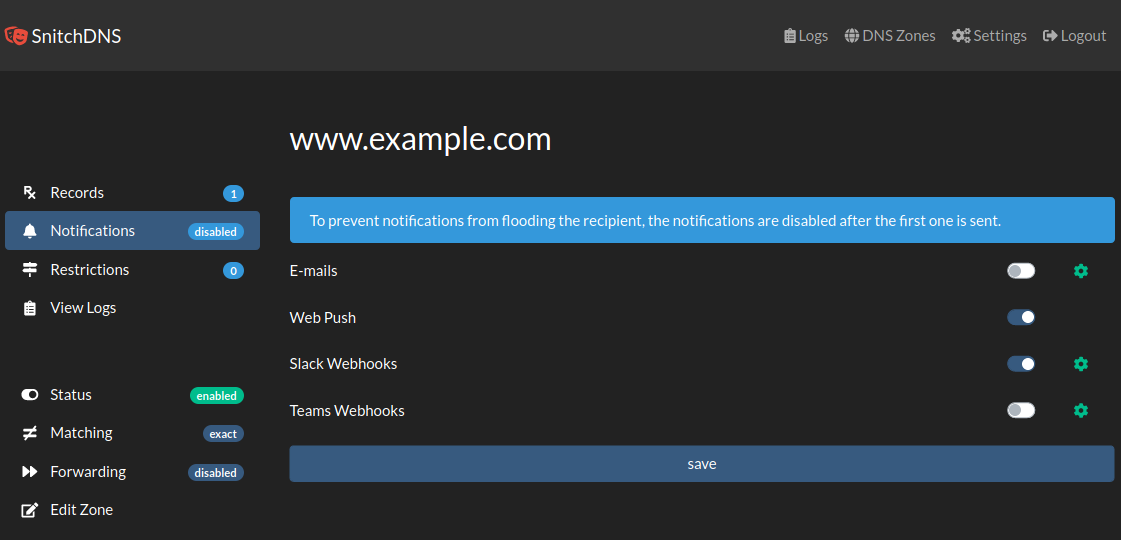 SnitchDNS
Logs
DNS Zones
Settings
Logout
www.example.com
Records 1
Notifications disabled
Restrictions 0
View Logs
Status enabled
Matching exact
Forwarding disabled
Edit Zone
To prevent notifications from flooding the recipient, the notifications are disabled after the first one is sent.
E-mails
Web Push
Slack Webhooks
Teams Webhooks
save